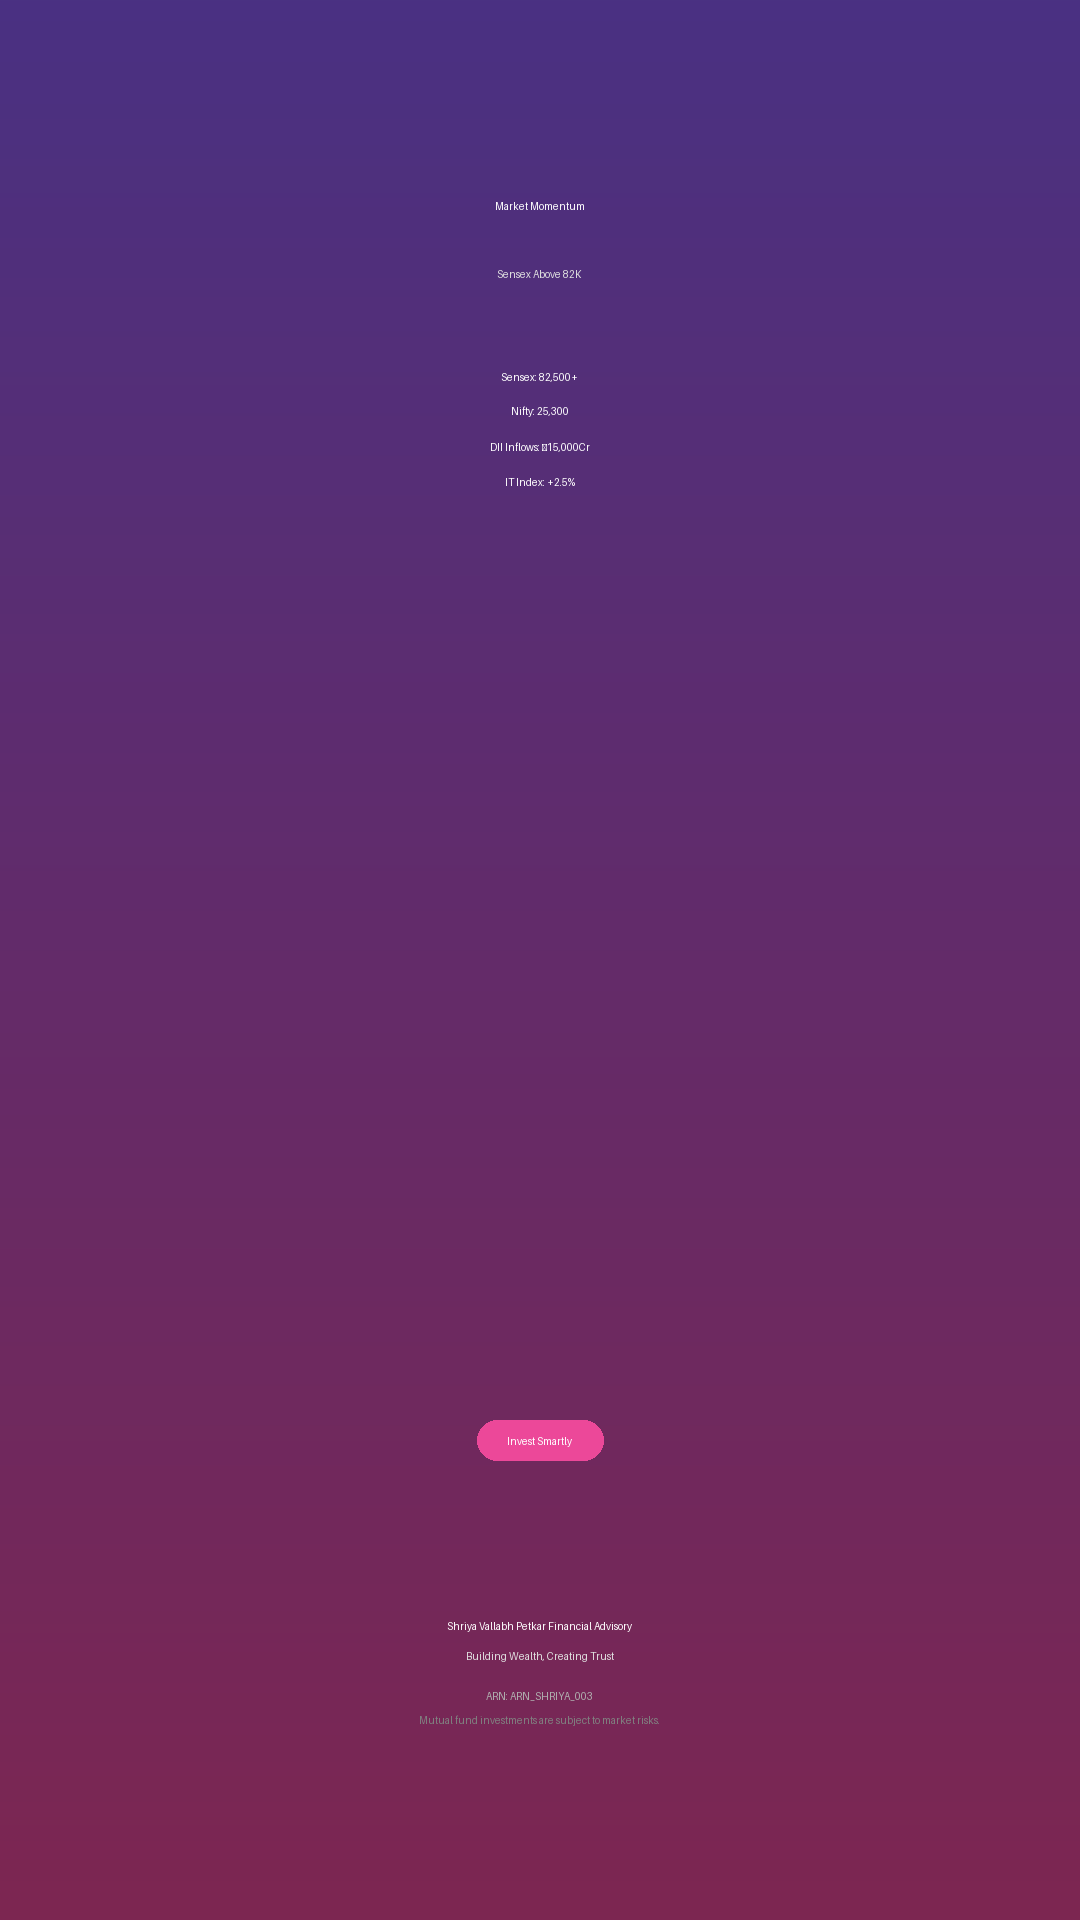 Market Momentum
Sensex Above 82K
Sensex: 82,500+
Nifty: 25,300
DII Inflows: 15,000Cr
IT Index: +2.5%
Invest Smartly
Shriya Vallabh Petkar Financial Advisory
Building Wealth, Creating Trust
ARN: ARN_SHRIYA_003
Mutual fund investments are subject to market risks.